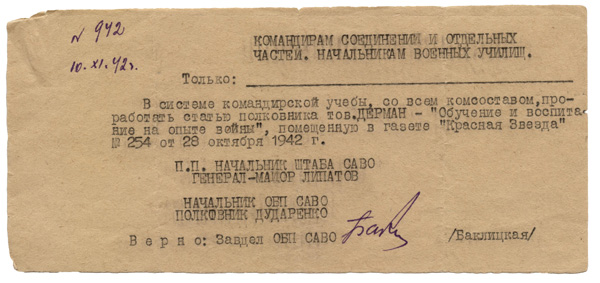 N 942
10.XI.42г.
КОМАНДИРАМ СОЕДИНЕНИЙ И ОТДЕЛЬНЫХ
ЧАСТЕЙ. НАЧАЛЬНИКАМ ВОЕННЫХ УЧИЛИЩ.
Только:
В системе командирской учебы, со всем комсоставом,про-
работать статью полковника тов.ДЕРМАН - "Обучение и воспита-
ние на опыте войны", помещенную в газете "Красная Звезда"
№ 254 от 28 октября 1942 г.
П.П. НАЧАЛЬНИК ШТАБА САВО
ГЕНЕРАЛ-МАЙОР ЛИПАТОВ
НАЧАЛЬНИК ОБП САВО
ПОЛКОВНИК ДУДАРЕНКО
Верно: Завдел ОБП САВО /Баклицкая/